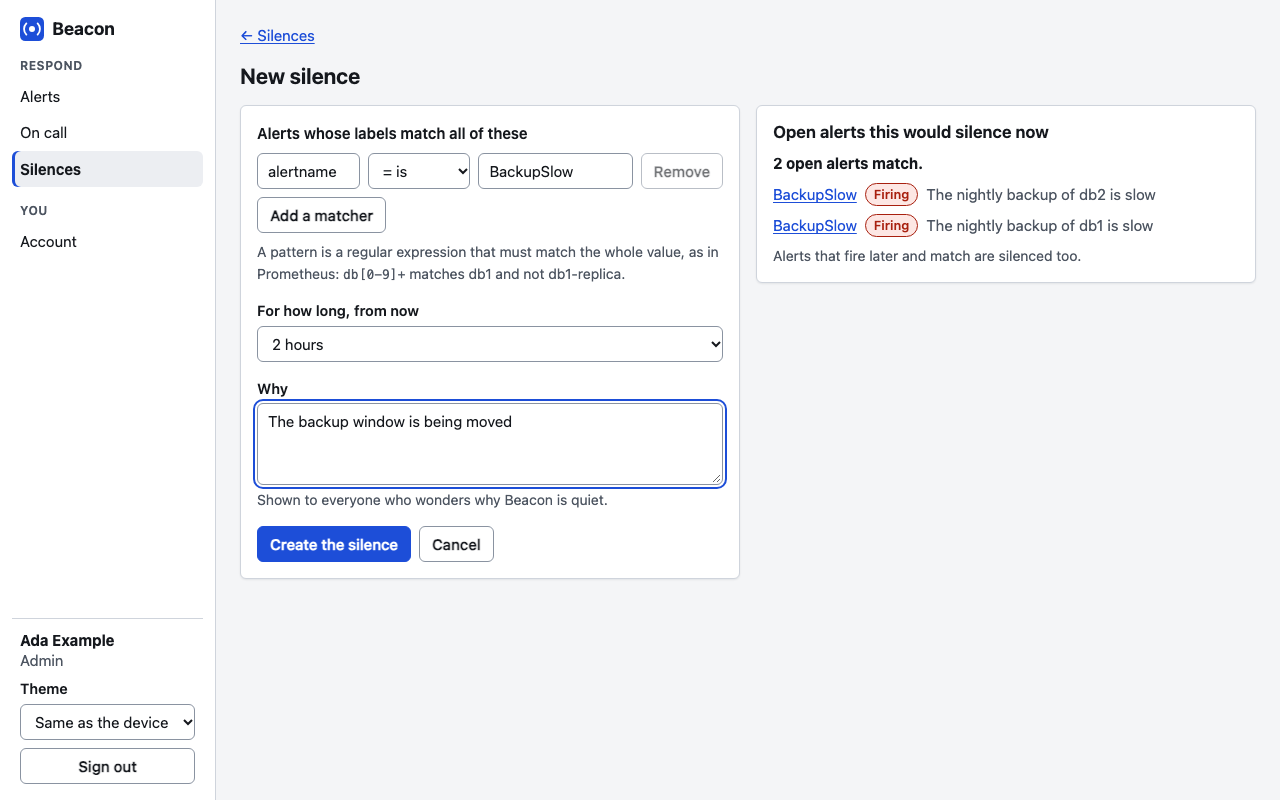 Beacon
RESPOND
Alerts
On call
Silences
YOU
Account
Ada Example
Admin
Theme
Same as the device
Sign out
← Silences
New silence
Alerts whose labels match all of these
alertname
= is
BackupSlow
Remove
Add a matcher
A pattern is a regular expression that must match the whole value, as in
Prometheus: db[0-9]+ matches db1 and not db1-replica.
For how long, from now
2 hours
Why
The backup window is being moved
Shown to everyone who wonders why Beacon is quiet.
Create the silence
Cancel
Open alerts this would silence now
2 open alerts match.
BackupSlow Firing The nightly backup of db2 is slow
BackupSlow Firing The nightly backup of db1 is slow
Alerts that fire later and match are silenced too.